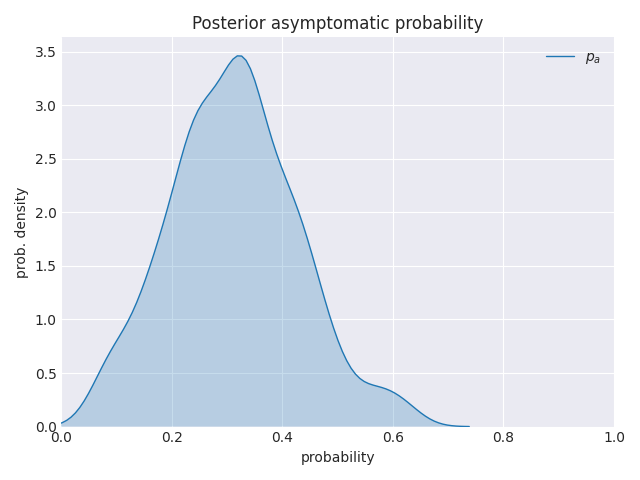 Posterior asymptomatic probability
3.5
3.0
2.5
2.0
1.5
1.0
0.5
0.0
prob. density
pₐ
0.0 0.2 0.4 0.6 0.8 1.0
probability